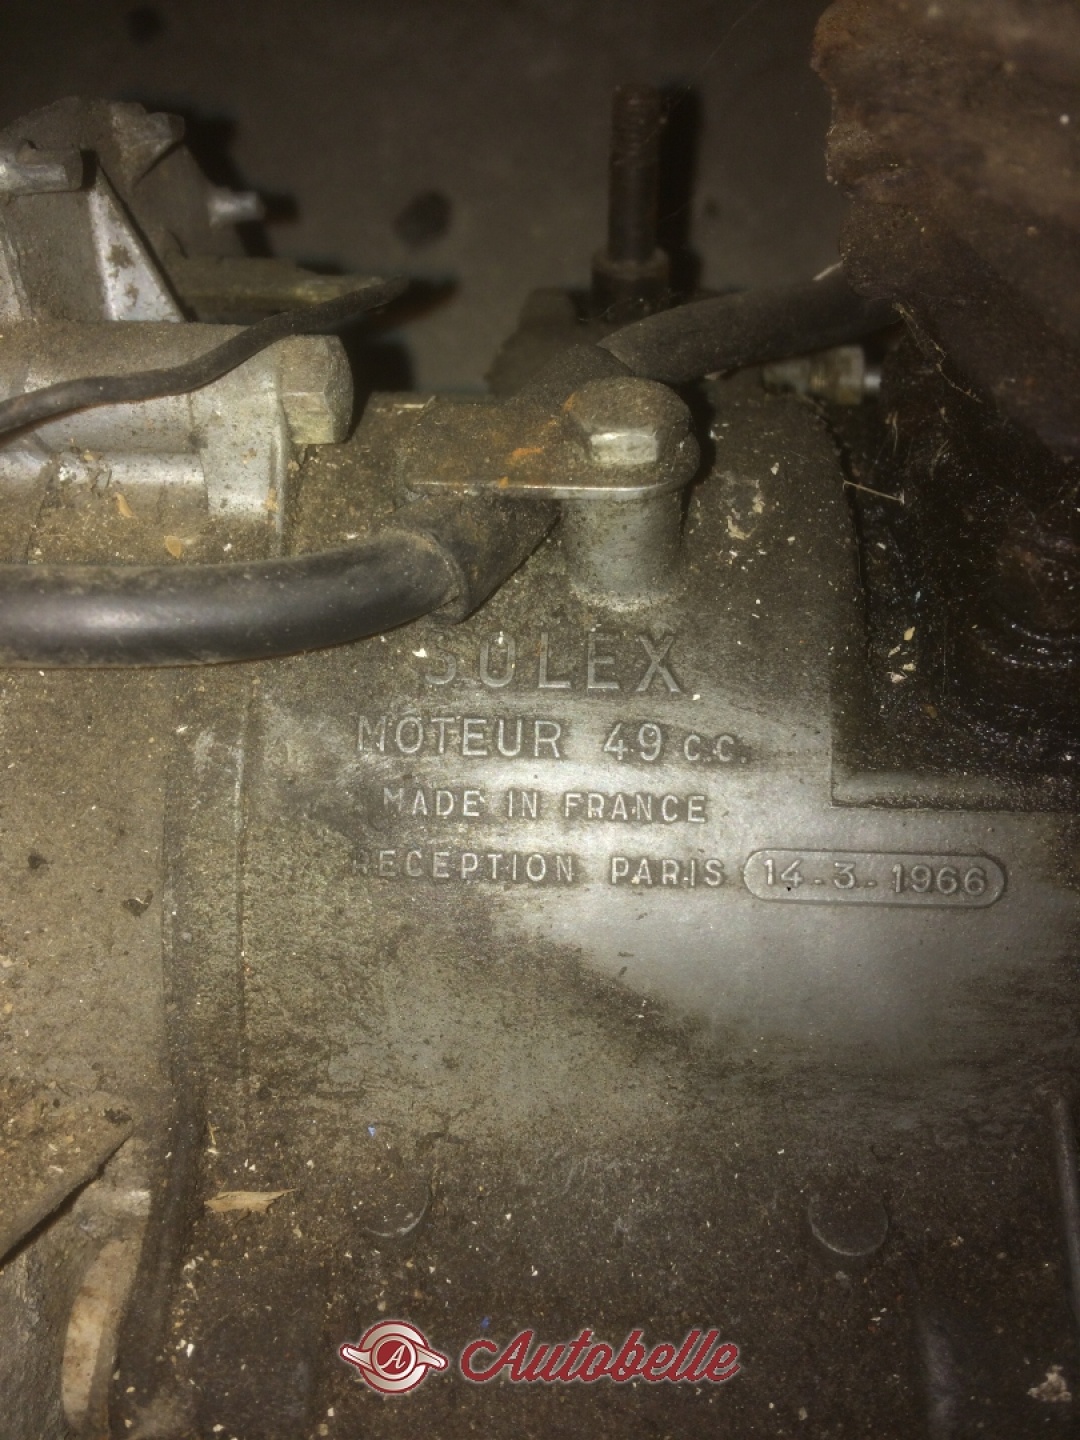 SOLEX
MOTEUR 49 c.c.
MADE IN FRANCE
RECEPTION PARIS 14-3-1966
A Autobelle